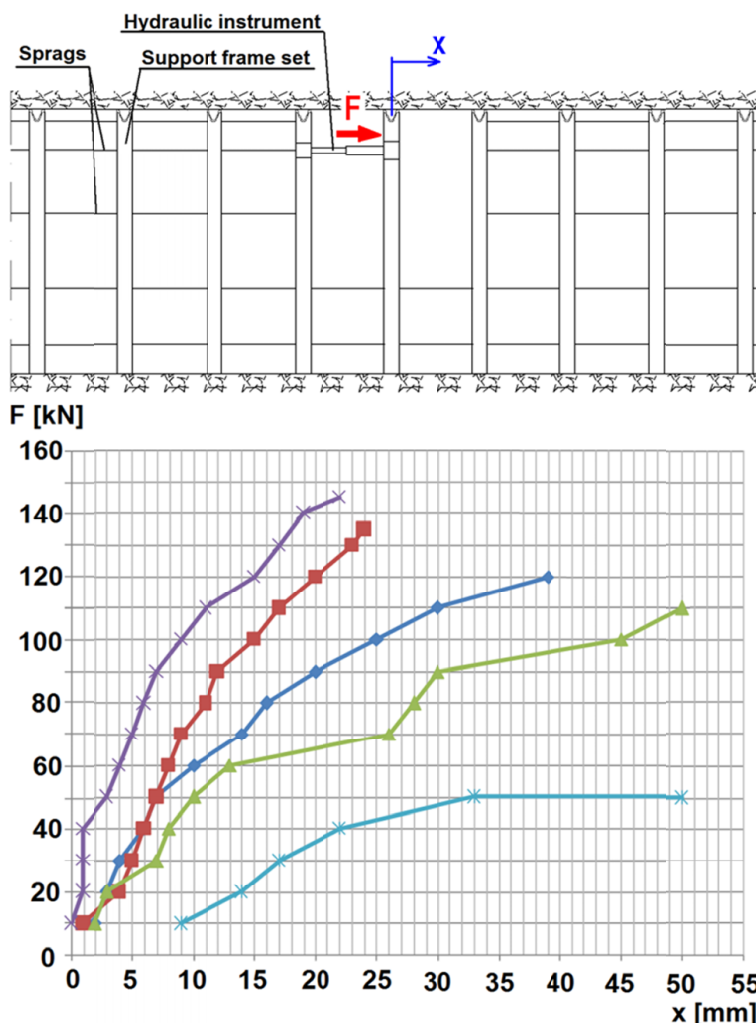 Hydraulic instrument
X
Sprags
Support frame set
F
F [kN]
160
140
120
100
80
60
40
20
0
0 5 10 15 20 25 30 35 40 45 50 55
x [mm]